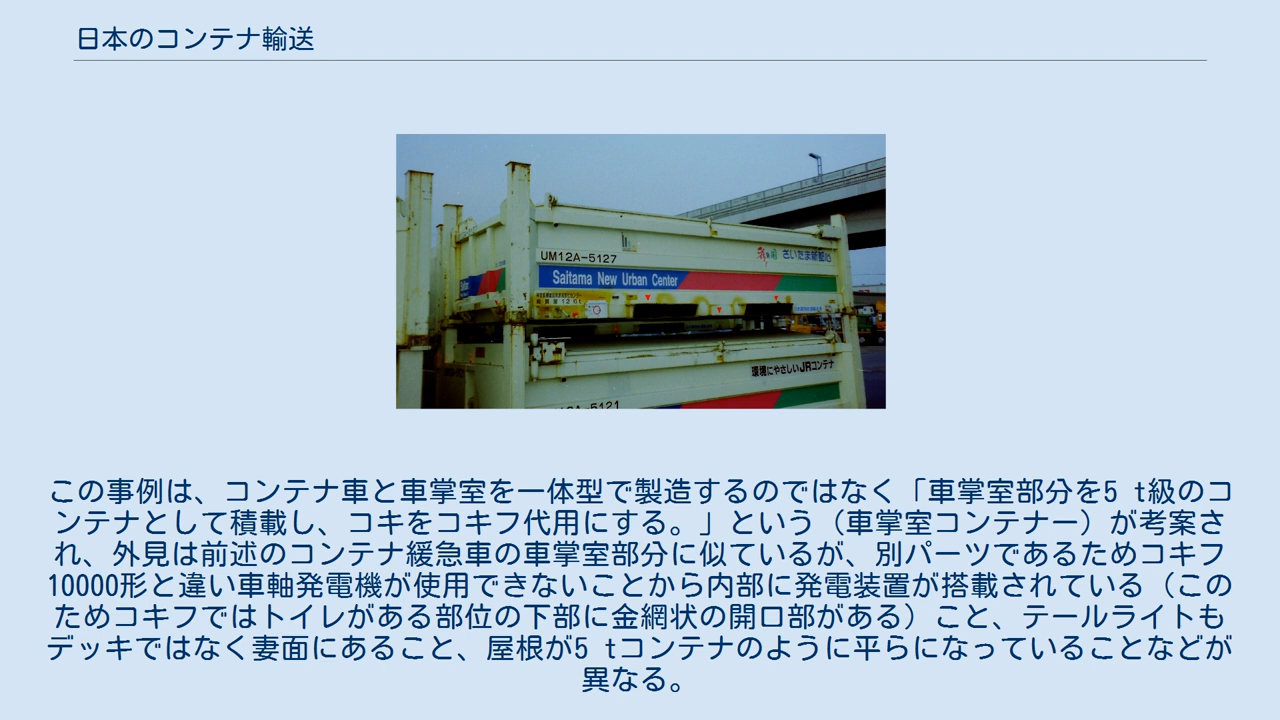 日本のコンテナ輸送
UM12A-5127
さいたま新都心
Saitama New Urban Center
環境にやさしいJRコンテナ
この事例は、コンテナ車と車掌室を一体型で製造するのではなく「車掌室部分を5 t級のコ
ンテナとして積載し、コキをコキフ代用にする。」という（車掌室コンテナー）が考案さ
れ、外見は前述のコンテナ緩急車の車掌室部分に似ているが、別パーツであるためコキフ
10000形と違い車軸発電機が使用できないことから内部に発電装置が搭載されている（この
ためコキフではトイレがある部位の下部に金網状の開口部がある）こと、テールライトも
デッキではなく妻面にあること、屋根が5 tコンテナのように平らになっていることなどが
異なる。